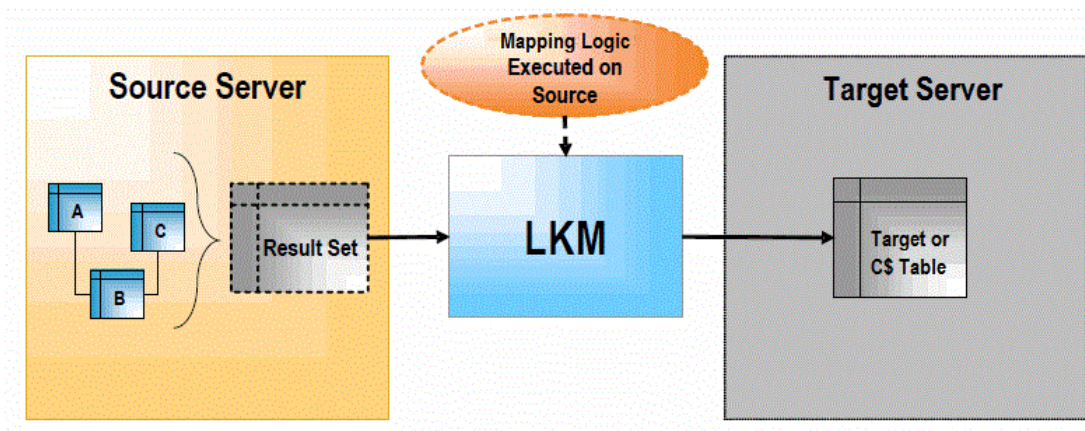 Source Server
A
C
B
Result Set
Mapping Logic
Executed on
Source
LKM
Target Server
Target or
C$ Table